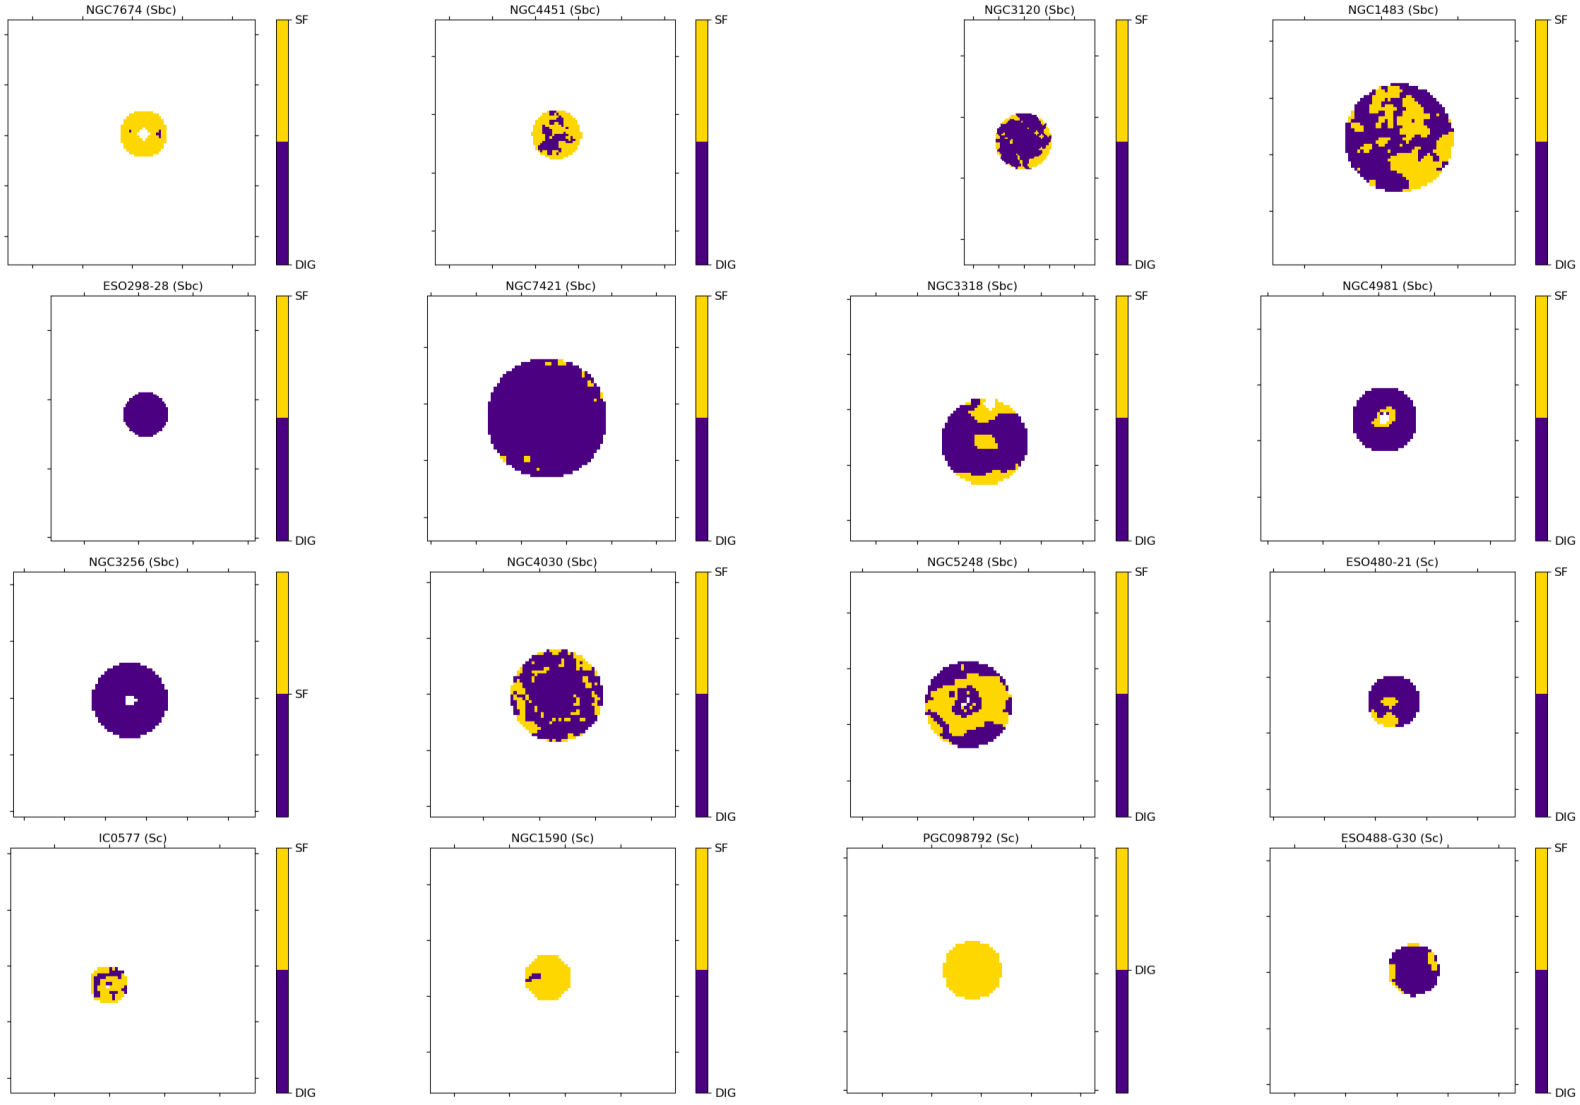 NGC7674 (Sbc)
SF
DIG
NGC4451 (Sbc)
SF
DIG
NGC3120 (Sbc)
SF
DIG
NGC1483 (Sbc)
SF
DIG
ESO298-28 (Sbc)
SF
DIG
NGC7421 (Sbc)
SF
DIG
NGC3318 (Sbc)
SF
DIG
NGC4981 (Sbc)
SF
DIG
NGC3256 (Sbc)
SF
NGC4030 (Sbc)
SF
DIG
NGC5248 (Sbc)
SF
DIG
ESO480-21 (Sc)
SF
DIG
IC0577 (Sc)
SF
DIG
NGC1590 (Sc)
SF
DIG
PGC098792 (Sc)
DIG
ESO488-G30 (Sc)
SF
DIG